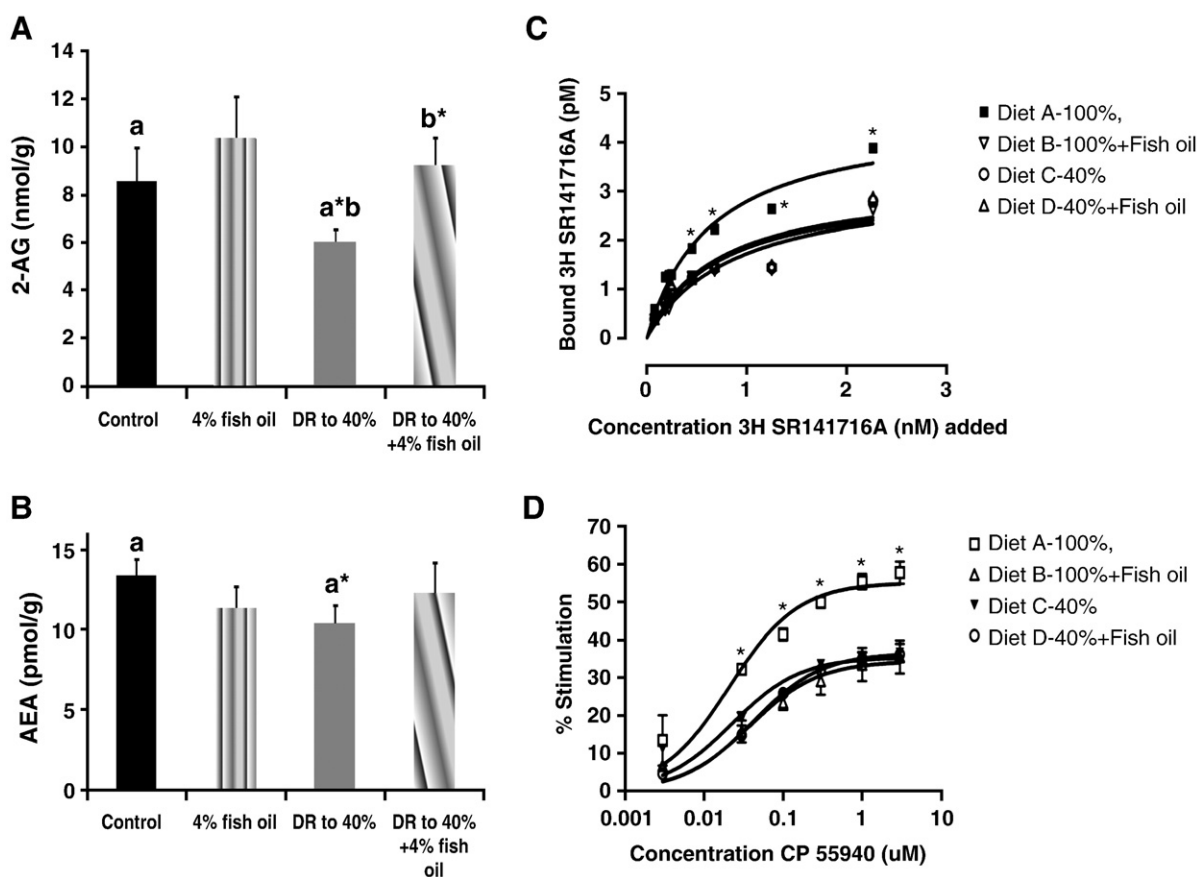 A
14
12
10
8
6
4
2
0
2-AG (nmol/g)
a
a*b
b*
Control
4% fish oil
DR to 40%
DR to 40%
+4% fish oil
B
15
10
5
0
AEA (pmol/g)
a
a*
Control
4% fish oil
DR to 40%
DR to 40%
+4% fish
oil
C
5
4
3
2
1
0
Bound 3H SR141716A (pM)
* * * *
0 1 2 3
Concentration 3H SR141716A (nM) added
Diet A-100%,
Diet B-100%+Fish oil
Diet C-40%
Diet D-40%+Fish oil
D
70
60
50
40
30
20
10
0
% Stimulation
* * * * *
0.001 0.01 0.1 1 10
Concentration CP 55940 (uM)
Diet A-100%,
Diet B-100%+Fish oil
Diet C-40%
Diet D-40%+Fish oil